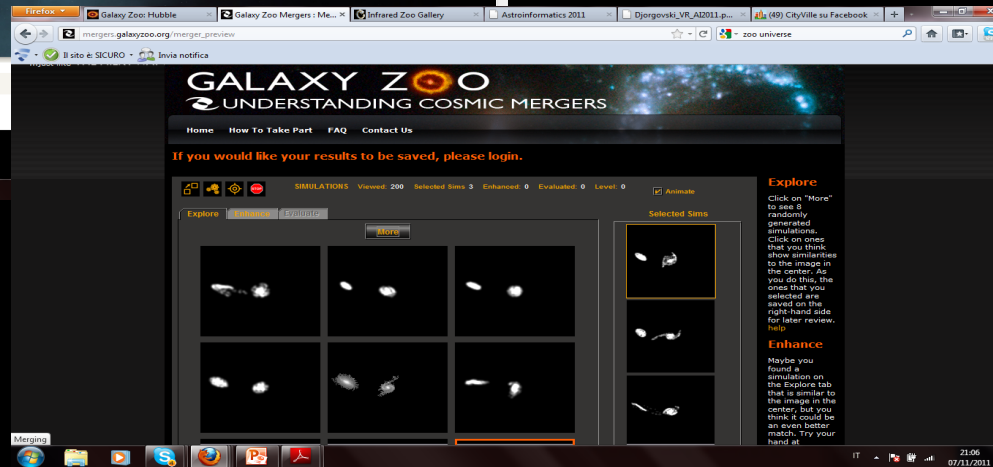 Firefox
Galaxy Zoo: Hubble
Galaxy Zoo Mergers : Me...
Infrared Zoo Gallery
Astroinformatics 2011
Djorgovski_VR_AI2011.p...
(49) CityVille su Facebook
mergers.galaxyzoo.org/merger_preview
zoo universe
Il sito è: SICURO
Invia notifica
GALAXY ZOO
UNDERSTANDING COSMIC MERGERS
Home How To Take Part FAQ Contact Us
If you would like your results to be saved, please login.
SIMULATIONS Viewed: 200 Selected Sims 3 Enhanced: 0 Evaluated: 0 Level: 0
Animate
Explore Enhance Evaluate
More
Selected Sims
Explore
Click on "More"
to see 8
randomly
generated
simulations.
Click on ones
that you think
show similarities
to the image in
the center. As
you do this, the
ones that you
selected are
saved on the
right-hand side
for later review.
help
Enhance
Maybe you
found a
simulation on
the Explore tab
that is similar to
the image in the
center, but you
think it could be
an even better
match. Try your
hand at
Merging
IT
21:06
07/11/2011